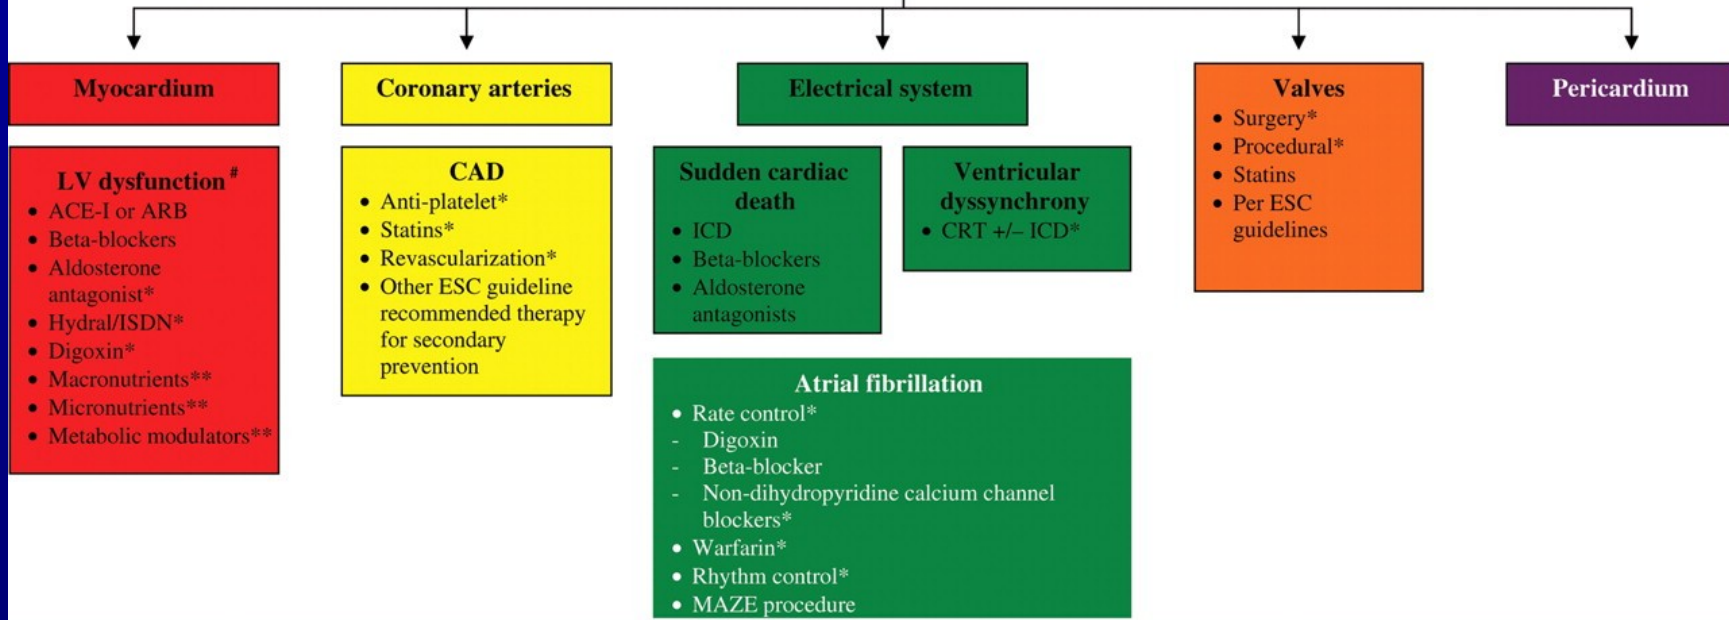 Myocardium
LV dysfunction#
• ACE-I or ARB
• Beta-blockers
• Aldosterone
antagonist*
• Hydral/ISDN*
• Digoxin*
• Macronutrients**
• Micronutrients**
• Metabolic modulators**
Coronary arteries
CAD
• Anti-platelet*
• Statins*
• Revascularization*
• Other ESC guideline
recommended therapy
for secondary
prevention
Electrical system
Sudden cardiac
death
• ICD
• Beta-blockers
• Aldosterone
antagonists
Ventricular
dyssynchrony
• CRT +/– ICD*
Atrial fibrillation
• Rate control*
- Digoxin
- Beta-blocker
- Non-dihydropyridine calcium channel
blockers*
• Warfarin*
• Rhythm control*
• MAZE procedure
Valves
• Surgery*
• Procedural*
• Statins
• Per ESC
guidelines
Pericardium